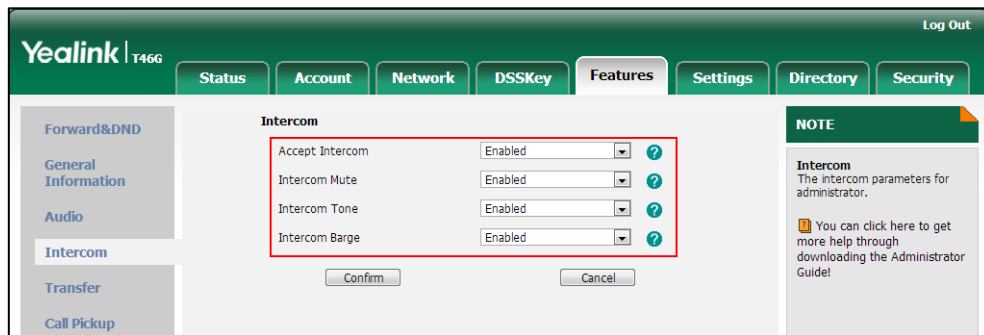 Log Out
Yealink T46G
Status Account Network DSSKey Features Settings Directory Security
Forward&DND
General
Information
Audio
Intercom
Transfer
Call Pickup
Intercom
Accept Intercom Enabled ?
Intercom Mute Enabled ?
Intercom Tone Enabled ?
Intercom Barge Enabled ?
Confirm Cancel
NOTE
Intercom
The intercom parameters for
administrator.
? You can click here to get
more help through
downloading the Administrator
Guide!